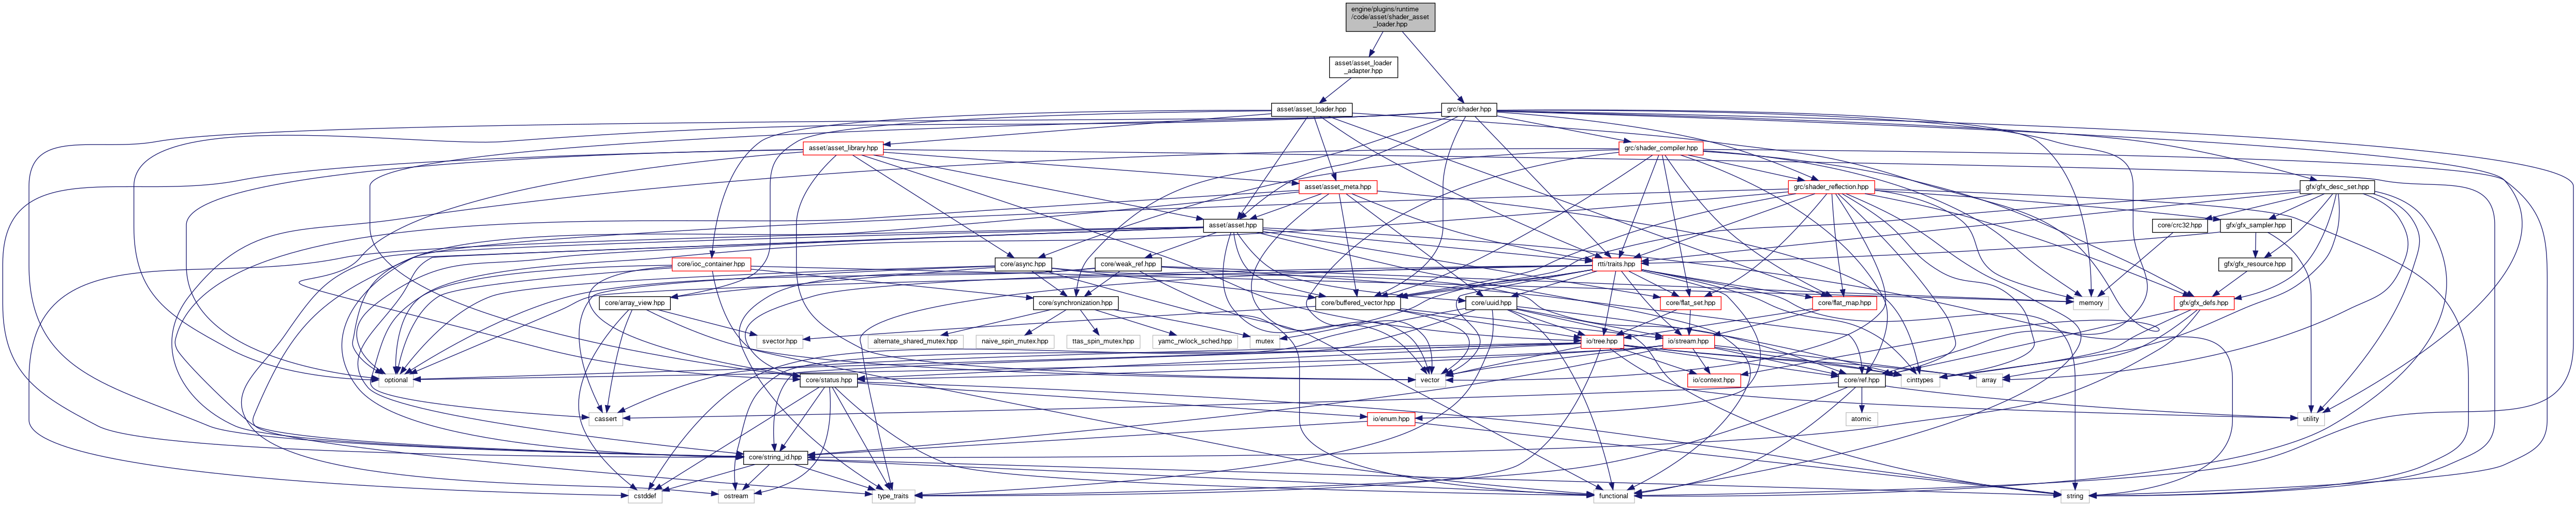 engine/plugins/runtime
/code/asset/shader_asset
_loader.hpp
asset/asset_loader
_adapter.hpp
asset/asset_loader.hpp
grc/shader.hpp
asset/asset_library.hpp
grc/shader_compiler.hpp
asset/asset_meta.hpp
grc/shader_reflection.hpp
gfx/gfx_desc_set.hpp
asset/asset.hpp
core/crc32.hpp
gfx/gfx_sampler.hpp
core/ioc_container.hpp
core/async.hpp
core/weak_ref.hpp
rtti/traits.hpp
gfx/gfx_resource.hpp
core/array_view.hpp
core/synchronization.hpp
core/buffered_vector.hpp
core/uuid.hpp
core/flat_set.hpp
core/flat_map.hpp
memory
gfx/gfx_defs.hpp
svector.hpp
alternate_shared_mutex.hpp
naive_spin_mutex.hpp
ttas_spin_mutex.hpp
yamc_rwlock_sched.hpp
mutex
io/tree.hpp
io/stream.hpp
optional
core/status.hpp
vector
io/context.hpp
core/ref.hpp
cinttypes
array
cassert
io/enum.hpp
atomic
utility
core/string_id.hpp
cstddef
ostream
type_traits
functional
string